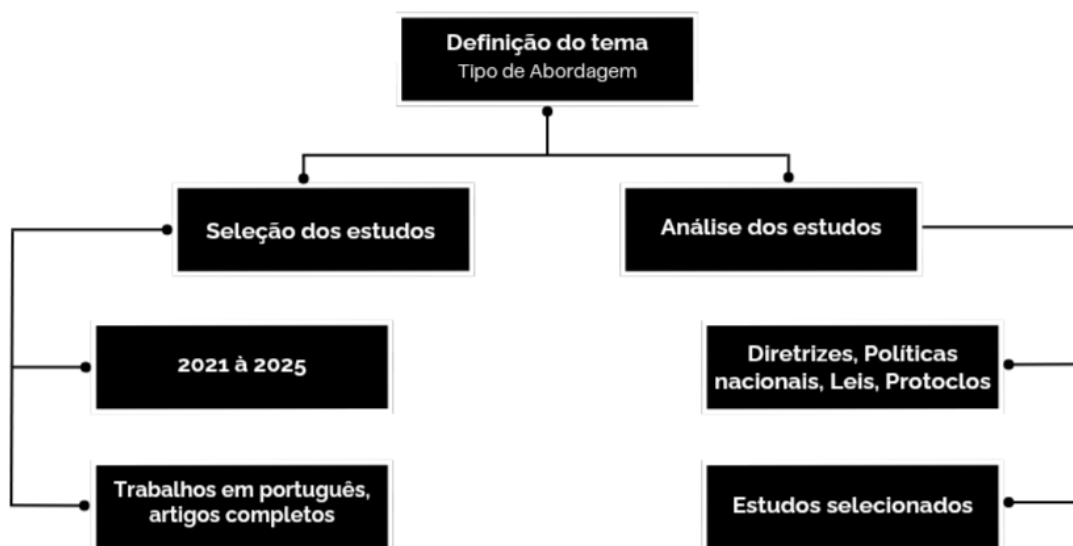 Definição do tema
Tipo de Abordagem
Seleção dos estudos
Análise dos estudos
2021 à 2025
Diretrizes, Políticas
nacionais, Leis, Protoclos
Trabalhos em português,
artigos completos
Estudos selecionados